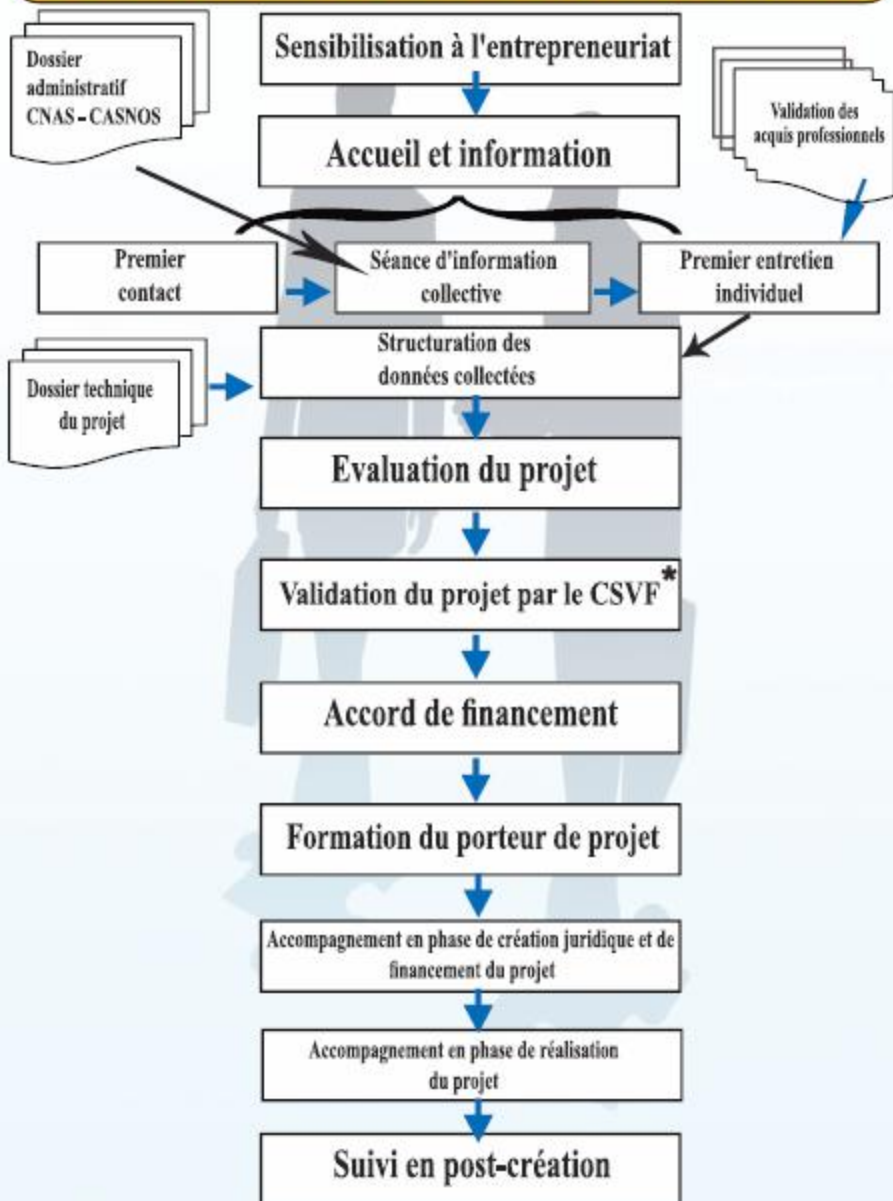 Sensibilisation à l'entrepreneuriat
Dossier
administratif
CNAS - CASNOS
Validation des
acquis professionnels
Accueil et information
Premier
contact
Séance d'information
collective
Premier entretien
individuel
Structuration des
données collectées
Dossier technique
du projet
Evaluation du projet
Validation du projet par le CSVF*
Accord de financement
Formation du porteur de projet
Accompagnement en phase de création juridique et de
financement du projet
Accompagnement en phase de réalisation
du projet
Suivi en post-création